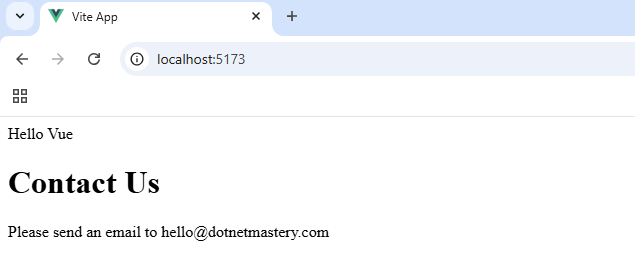 Vite App
localhost:5173
Hello Vue
Contact Us
Please send an email to hello@dotnetmastery.com